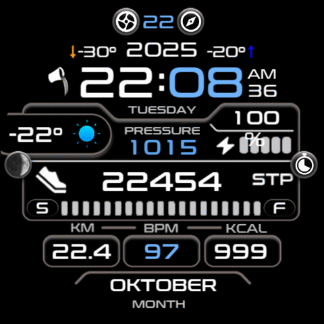 22
-30° 2025 -20°
22:08 AM 36
TUESDAY
100 %
-22°
PRESSURE
1015
22454 STP
S F
KM BPM KCAL
22.4 97 999
OKTOBER
MONTH